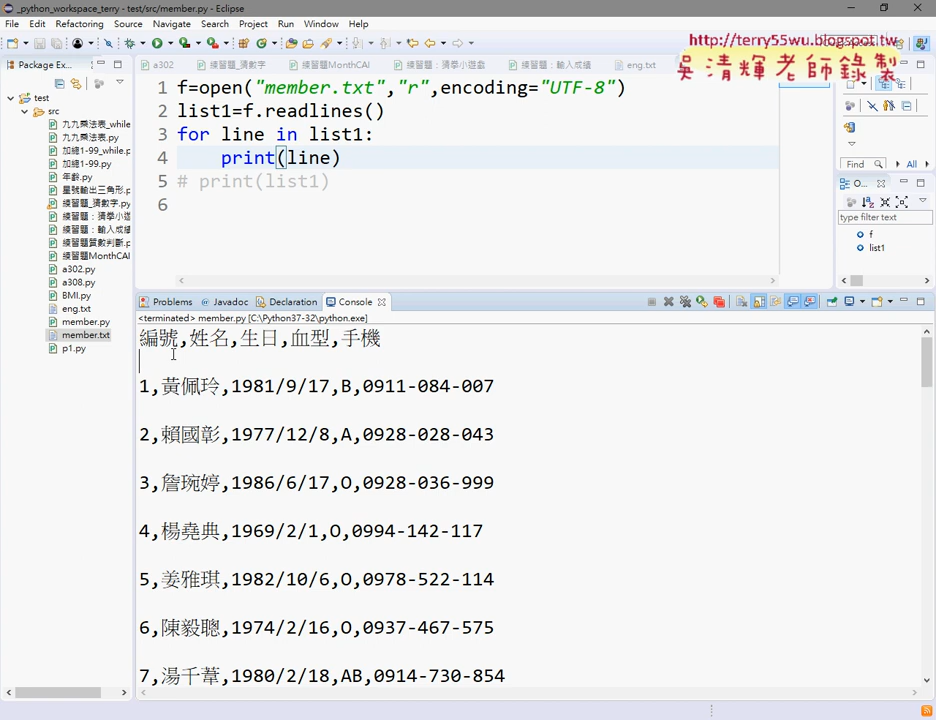 _python_workspace_terry - test/src/member.py - Eclipse
File Edit Refactoring Source Navigate Search Project Run Window Help
http://terry55wu.blogspot.tw
吳清輝老師錄製
Package Ex...
a302
練習題_猜數字
練習題MonthCAI
練習題：猜學小遊戲
練習題：輸入成績
eng.txt
test
src
九九乘法表_while
九九乘法表.py
加總1-99_while.p
加總1-99.py
年齡.py
星號輸出三角形.p
練習題_猜數字.py
練習題：猜學小遊
練習題：輸入成績
練習題質數判斷.p
練習題MonthCAI
a302.py
a308.py
BMI.py
eng.txt
member.py
member.txt
p1.py
1 f=open("member.txt","r",encoding="UTF-8")
2 list1=f.readlines()
3 for line in list1:
4 print(line)
5 # print(list1)
6
Find All
O...
type filter text
f
list1
Problems Javadoc Declaration Console
<terminated> member.py [C:\Python37-32\python.exe]
編號,姓名,生日,血型,手機
1,黃佩玲,1981/9/17,B,0911-084-007
2,賴國彰,1977/12/8,A,0928-028-043
3,詹琬婷,1986/6/17,O,0928-036-999
4,楊堯典,1969/2/1,O,0994-142-117
5,姜雅琪,1982/10/6,O,0978-522-114
6,陳毅聰,1974/2/16,O,0937-467-575
7,湯千葦,1980/2/18,AB,0914-730-854